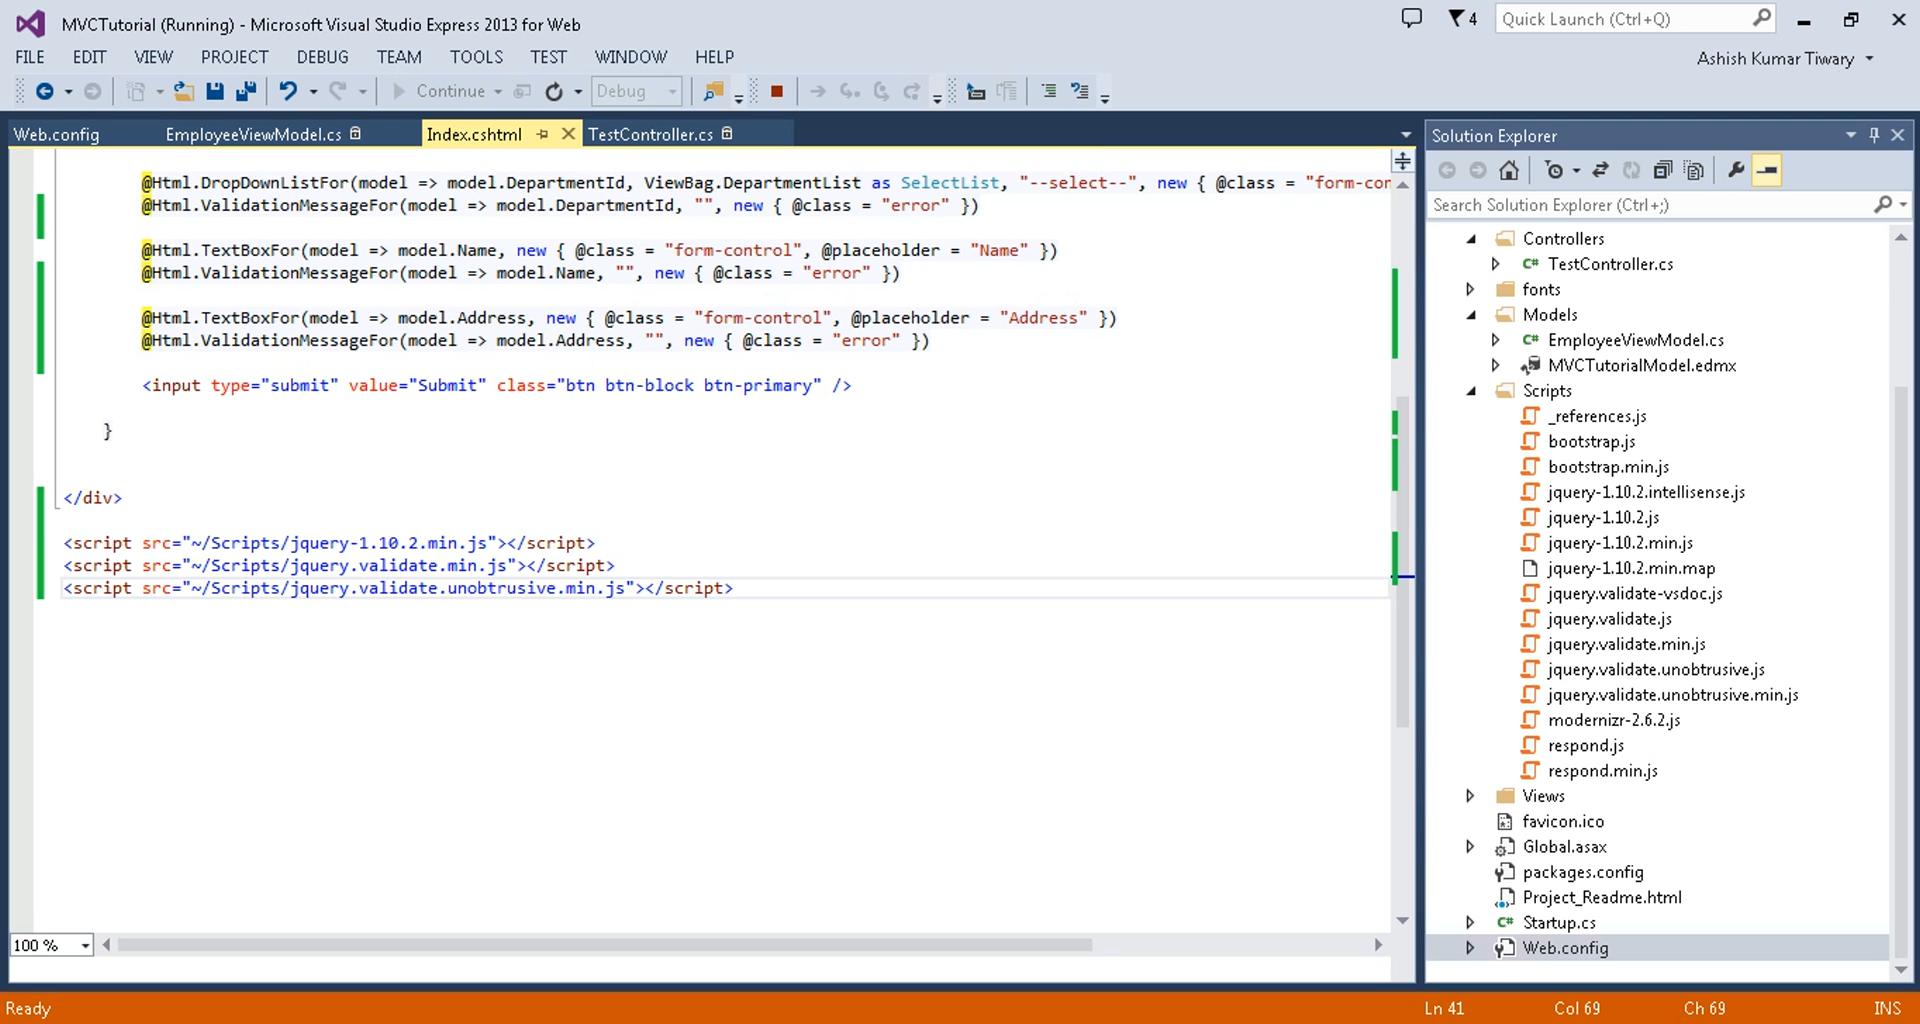 MVCTutorial (Running) - Microsoft Visual Studio Express 2013 for Web
4
Quick Launch (Ctrl+Q)
FILE EDIT VIEW PROJECT DEBUG TEAM TOOLS TEST WINDOW HELP
Ashish Kumar Tiwary
Continue Debug
Web.config EmployeeViewModel.cs Index.cshtml TestController.cs
@Html.DropDownListFor(model => model.DepartmentId, ViewBag.DepartmentList as SelectList, "--select--", new { @class = "form-con
@Html.ValidationMessageFor(model => model.DepartmentId, "", new { @class = "error" })
@Html.TextBoxFor(model => model.Name, new { @class = "form-control", @placeholder = "Name" })
@Html.ValidationMessageFor(model => model.Name, "", new { @class = "error" })
@Html.TextBoxFor(model => model.Address, new { @class = "form-control", @placeholder = "Address" })
@Html.ValidationMessageFor(model => model.Address, "", new { @class = "error" })
<input type="submit" value="Submit" class="btn btn-block btn-primary" />
}
</div>
<script src="~/Scripts/jquery-1.10.2.min.js"></script>
<script src="~/Scripts/jquery.validate.min.js"></script>
<script src="~/Scripts/jquery.validate.unobtrusive.min.js"></script>
100 %
Solution Explorer
Search Solution Explorer (Ctrl+;)
Controllers
C# TestController.cs
fonts
Models
C# EmployeeViewModel.cs
MVCTutorialModel.edmx
Scripts
_references.js
bootstrap.js
bootstrap.min.js
jquery-1.10.2.intellisense.js
jquery-1.10.2.js
jquery-1.10.2.min.js
jquery-1.10.2.min.map
jquery.validate-vsdoc.js
jquery.validate.js
jquery.validate.min.js
jquery.validate.unobtrusive.js
jquery.validate.unobtrusive.min.js
modernizr-2.6.2.js
respond.js
respond.min.js
Views
favicon.ico
Global.asax
packages.config
Project_Readme.html
C# Startup.cs
Web.config
Ready Ln 41 Col 69 Ch 69 INS